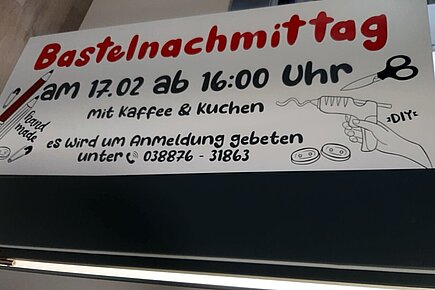 Bastelnachmittag
am 17.02 ab 16:00 Uhr
mit Kaffee & Kuchen
es wird um Anmeldung gebeten
unter 038876 - 31863
hand
made
DIY